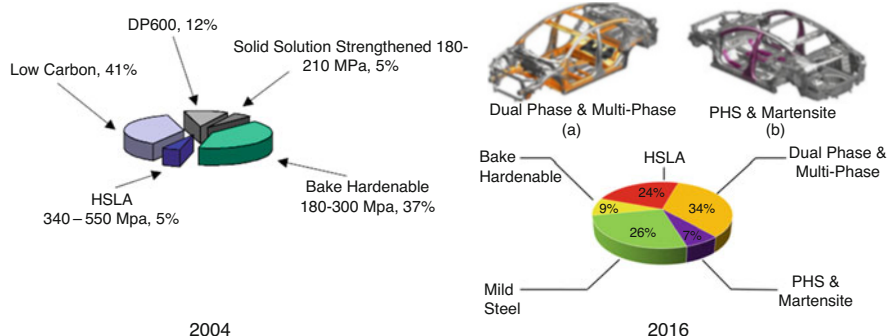 DP600, 12%
Solid Solution Strengthened 180-
210 MPa, 5%
Low Carbon, 41%
HSLA
340–550 Mpa, 5%
Bake Hardenable
180-300 MPa, 37%
2004
Dual Phase & Multi-Phase
(a)
PHS & Martensite
(b)
Bake
Hardenable
HSLA
Dual Phase &
Multi-Phase
24%
34%
9%
26%
7%
Mild
Steel
PHS &
Martensite
2016